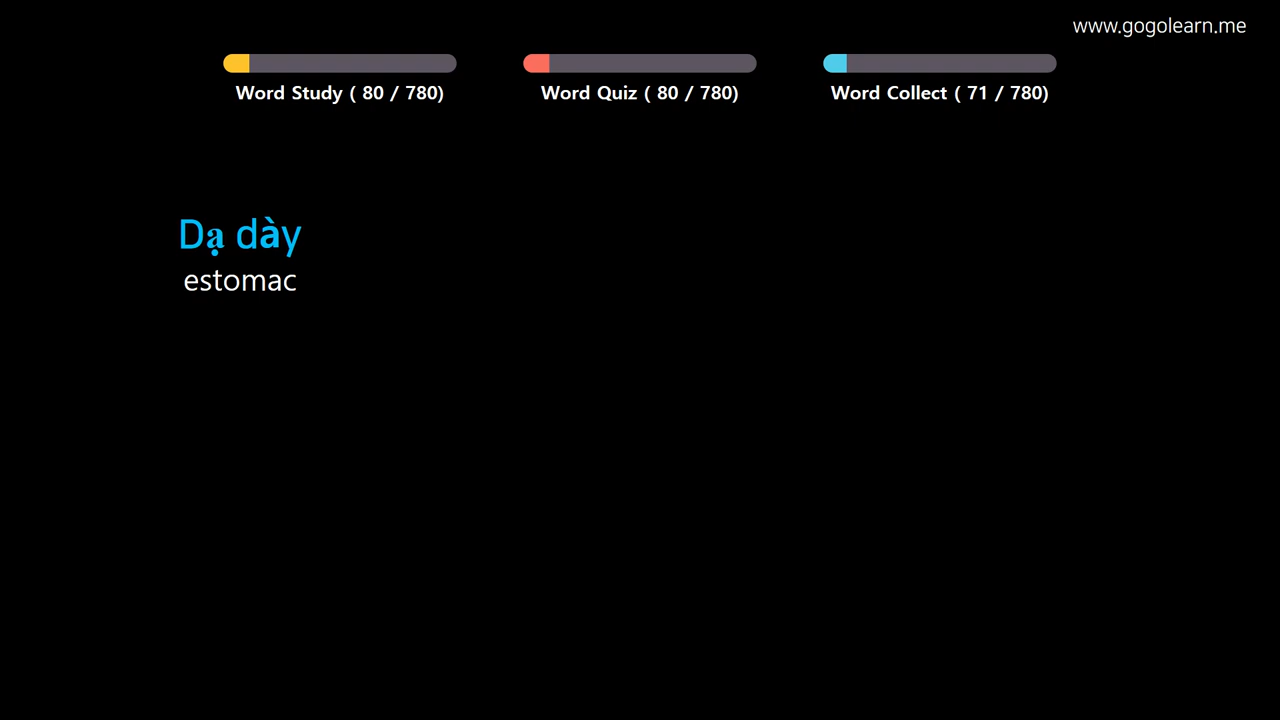 www.gogolearn.me
Word Study ( 80 / 780)
Word Quiz ( 80 / 780)
Word Collect ( 71 / 780)
Dạ dày
estomac